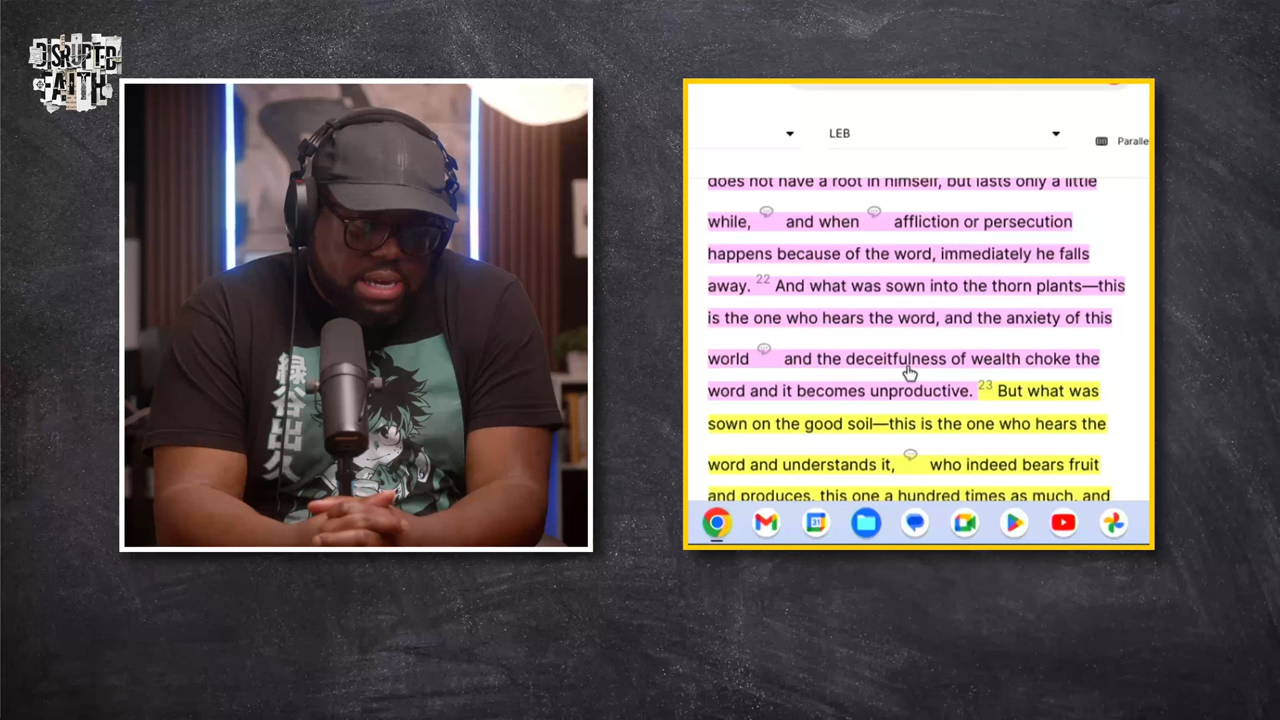 DISRUPTED
FAITH
緑谷出久
LEB
Paralle
does not have a root in himself, but lasts only a little
while, and when affliction or persecution
happens because of the word, immediately he falls
away. 22 And what was sown into the thorn plants—this
is the one who hears the word, and the anxiety of this
world and the deceitfulness of wealth choke the
word and it becomes unproductive. 23 But what was
sown on the good soil—this is the one who hears the
word and understands it, who indeed bears fruit
and produces, this one a hundred times as much, and
31